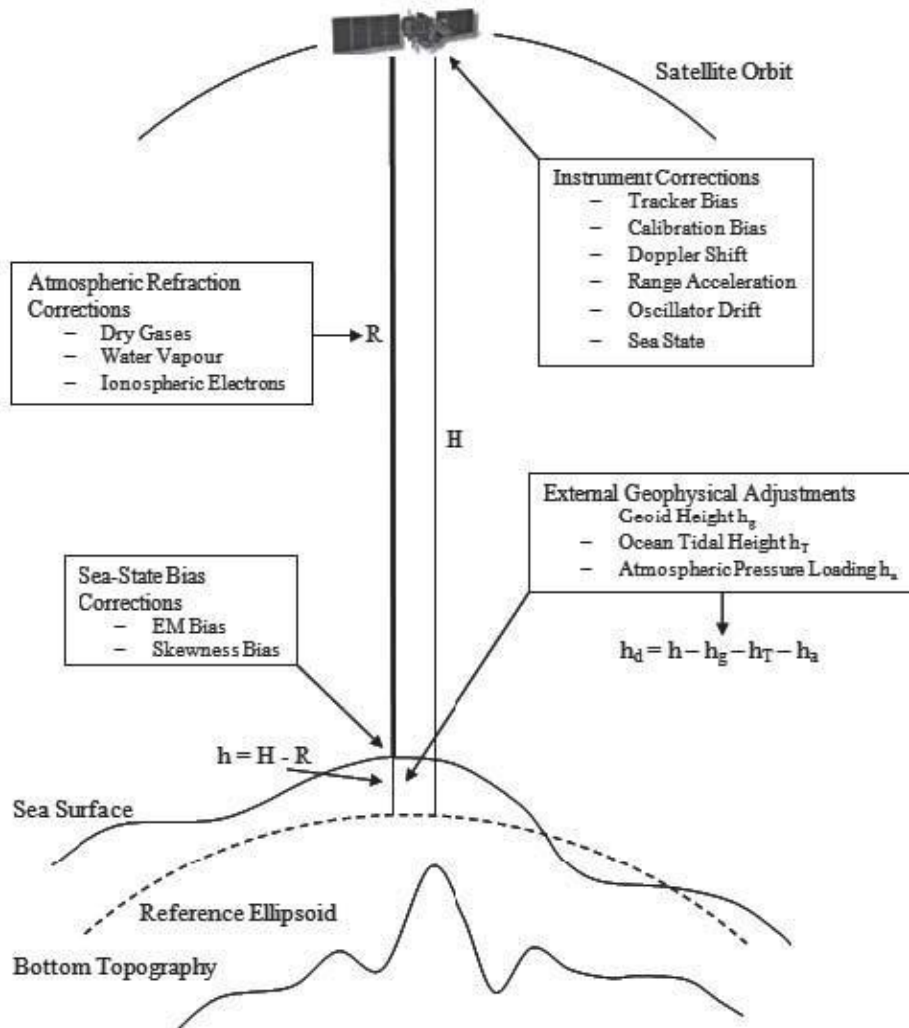 Satellite Orbit
Instrument Corrections
– Tracker Bias
– Calibration Bias
– Doppler Shift
– Range Acceleration
– Oscillator Drift
– Sea State
Atmospheric Refraction
Corrections
– Dry Gases
– Water Vapour
– Ionospheric Electrons
R
H
External Geophysical Adjustments
Geoid Height hg
– Ocean Tidal Height hT
– Atmospheric Pressure Loading ha
hd = h – hg – hT – ha
Sea-State Bias
Corrections
– EM Bias
– Skewness Bias
h = H - R
Sea Surface
Reference Ellipsoid
Bottom Topography